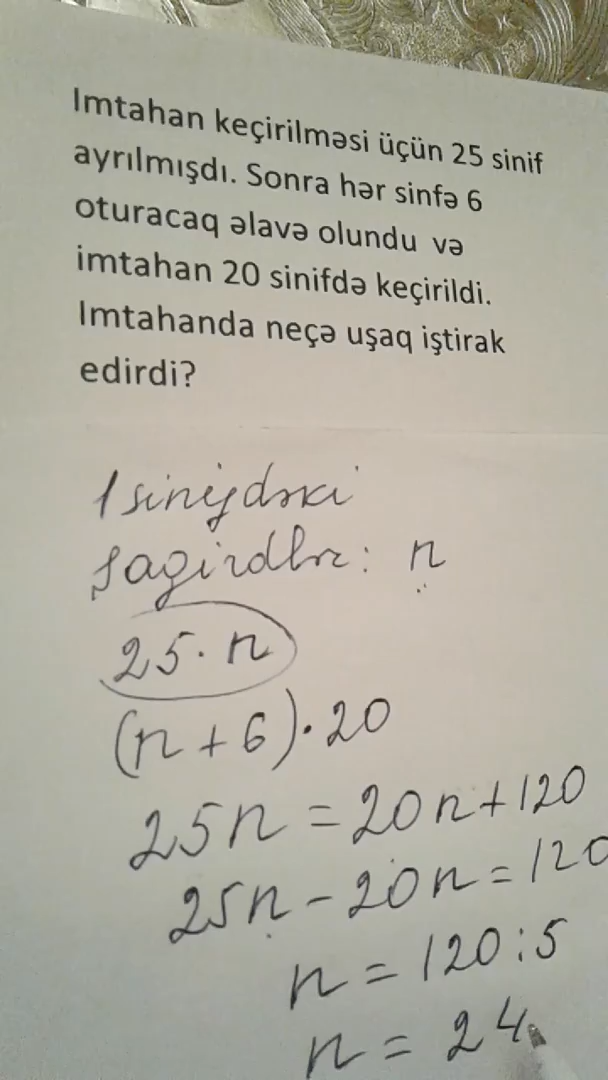 Imtahan keçirilməsi üçün 25 sinif
ayrılmışdı. Sonra hər sinfə 6
oturacaq əlavə olundu və
imtahan 20 sinifdə keçirildi.
Imtahanda neçə uşaq iştirak
edirdi?
1 sinifdəki
şagirdlər: n
25 · n
(n + 6) · 20
25n = 20n + 120
25n - 20n = 120
n = 120 : 5
n = 24